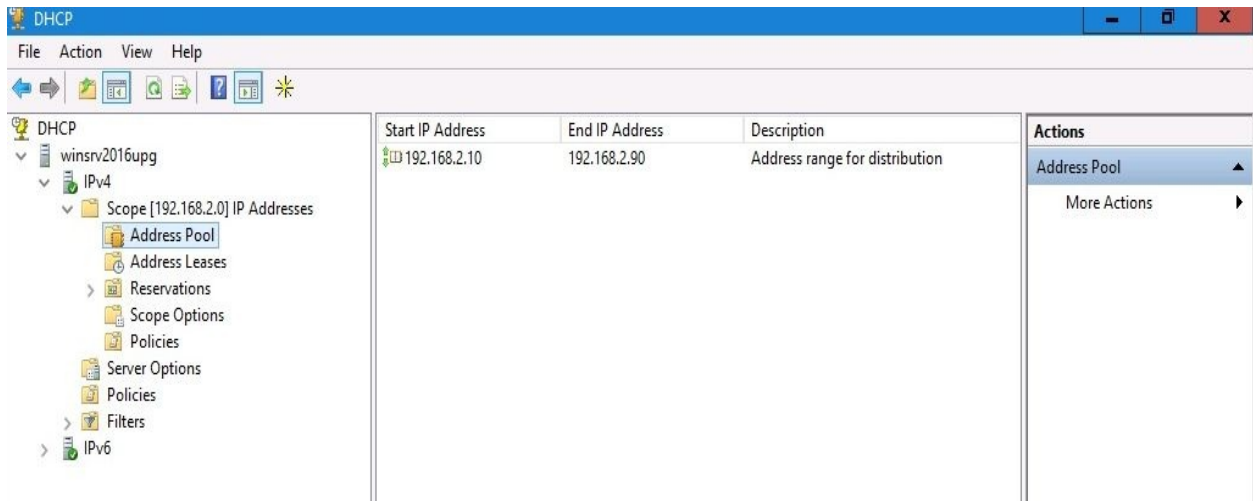 DHCP
File Action View Help
DHCP
winsrv2016upg
IPv4
Scope [192.168.2.0] IP Addresses
Address Pool
Address Leases
Reservations
Scope Options
Policies
Server Options
Policies
Filters
IPv6
Start IP Address End IP Address Description
192.168.2.10 192.168.2.90 Address range for distribution
Actions
Address Pool
More Actions